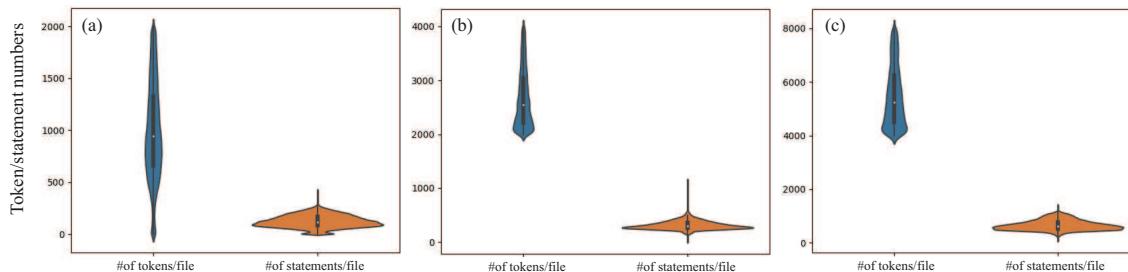 Token/statement numbers
(a)
2000
1500
1000
500
0
#of tokens/file
#of statements/file
(b)
4000
3000
2000
1000
0
#of tokens/file
#of statements/file
(c)
8000
6000
4000
2000
0
#of tokens/file
#of statements/file